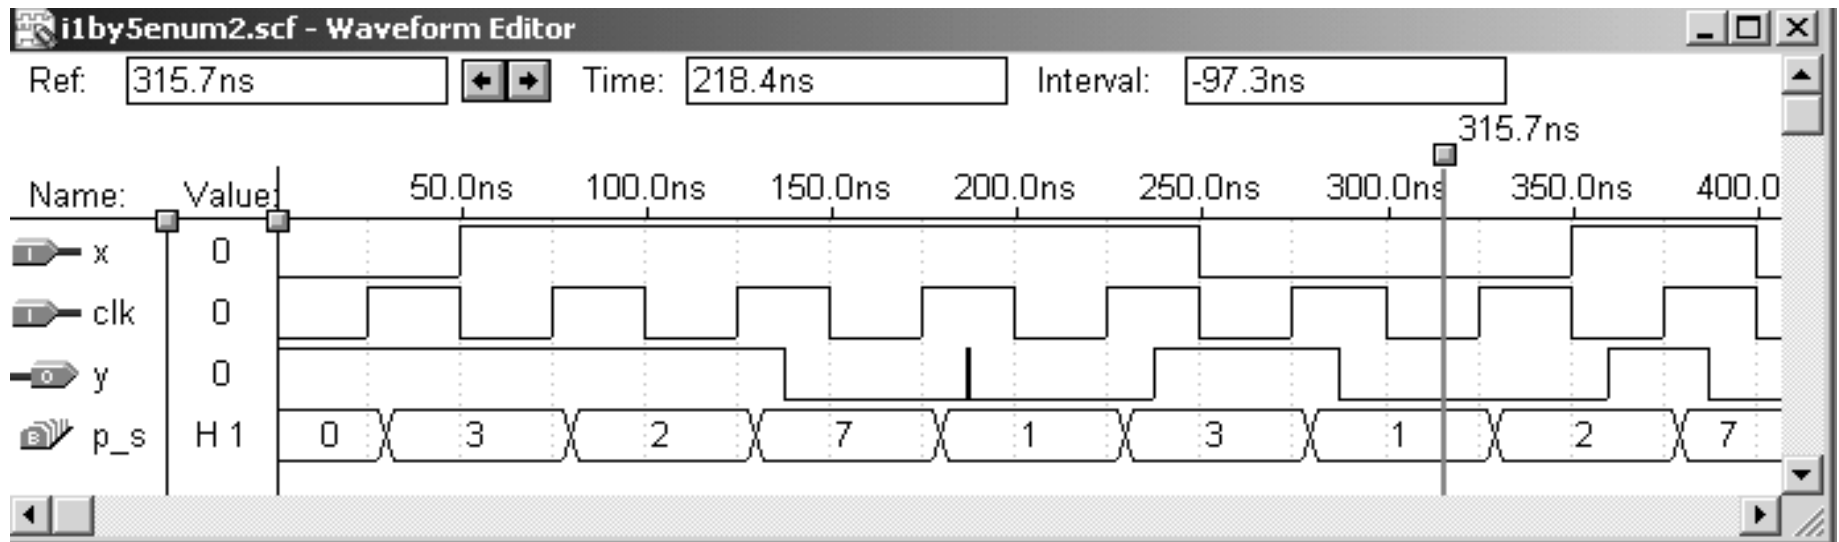 i1by5enum2.scf - Waveform Editor
Ref: 315.7ns Time: 218.4ns Interval: -97.3ns
315.7ns
Name: Value: 50.0ns 100.0ns 150.0ns 200.0ns 250.0ns 300.0ns 350.0ns 400.0
I x 0
I clk 0
O y 0
B p_s H 1 0 3 2 7 1 3 1 2 7